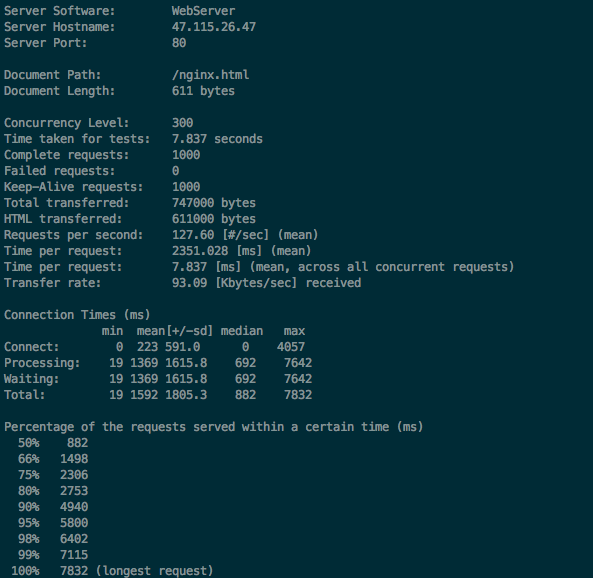 Server Software: WebServer
Server Hostname: 47.115.26.47
Server Port: 80
Document Path: /nginx.html
Document Length: 611 bytes
Concurrency Level: 300
Time taken for tests: 7.837 seconds
Complete requests: 1000
Failed requests: 0
Keep-Alive requests: 1000
Total transferred: 747000 bytes
HTML transferred: 611000 bytes
Requests per second: 127.60 [#/sec] (mean)
Time per request: 2351.028 [ms] (mean)
Time per request: 7.837 [ms] (mean, across all concurrent requests)
Transfer rate: 93.09 [Kbytes/sec] received
Connection Times (ms)
min mean[+/-sd] median max
Connect: 0 223 591.0 0 4057
Processing: 19 1369 1615.8 692 7642
Waiting: 19 1369 1615.8 692 7642
Total: 19 1592 1805.3 882 7832
Percentage of the requests served within a certain time (ms)
50% 882
66% 1498
75% 2306
80% 2753
90% 4940
95% 5800
98% 6402
99% 7115
100% 7832 (longest request)